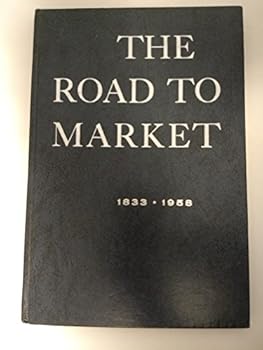 THE
ROAD TO
MARKET
1833 • 1958